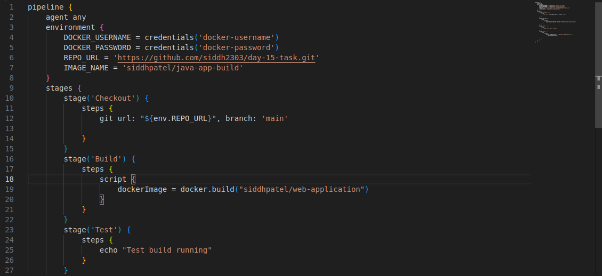 1 pipeline {
2 agent any
3 environment {
4 DOCKER_USERNAME = credentials('docker-username')
5 DOCKER_PASSWORD = credentials('docker-password')
6 REPO_URL = 'https://github.com/siddh2303/day-15-task.git'
7 IMAGE_NAME = 'siddhpatel/java-app-build'
8 }
9 stages {
10 stage('Checkout') {
11 steps {
12 git url: "${env.REPO_URL}", branch: 'main'
13
14 }
15 }
16 stage('Build') {
17 steps {
18 script {
19 dockerImage = docker.build("siddhpatel/web-application")
20 }
21 }
22 }
23 stage('Test') {
24 steps {
25 echo "Test build running"
26 }
27 }